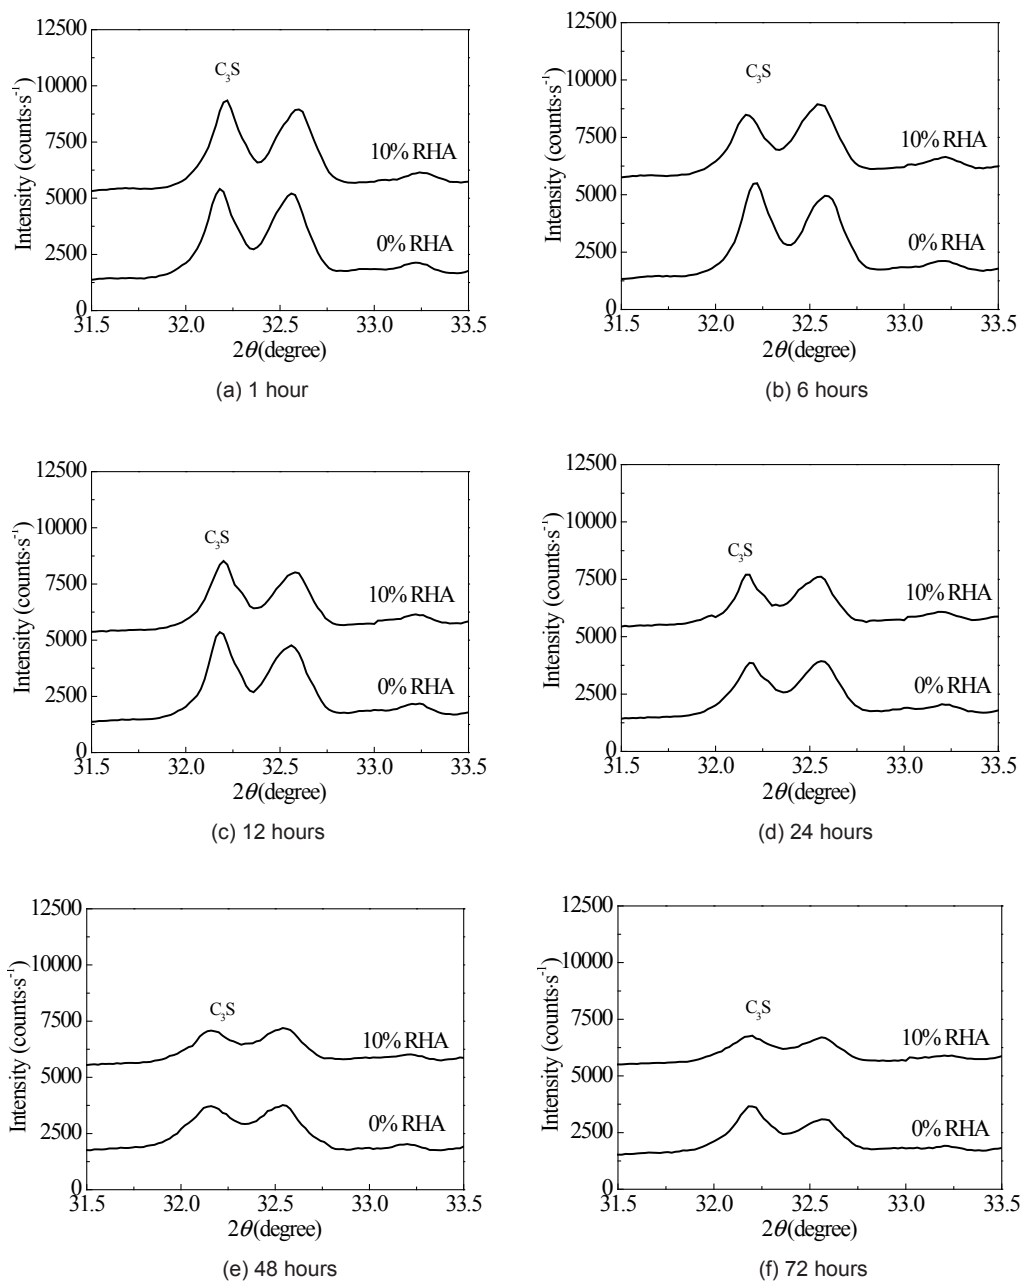 12500
10000
7500
5000
2500
0
Intensity (counts·s⁻¹)
C₃S
10% RHA
0% RHA
31.5 32.0 32.5 33.0 33.5
2θ(degree)
(a) 1 hour
12500
10000
7500
5000
2500
0
Intensity (counts·s⁻¹)
C₃S
10% RHA
0% RHA
31.5 32.0 32.5 33.0 33.5
2θ(degree)
(b) 6 hours
12500
10000
7500
5000
2500
0
Intensity (counts·s⁻¹)
C₃S
10% RHA
0% RHA
31.5 32.0 32.5 33.0 33.5
2θ(degree)
(c) 12 hours
12500
10000
7500
5000
2500
0
Intensity (counts·s⁻¹)
C₃S
10% RHA
0% RHA
31.5 32.0 32.5 33.0 33.5
2θ(degree)
(d) 24 hours
12500
10000
7500
5000
2500
0
Intensity (counts·s⁻¹)
C₃S
10% RHA
0% RHA
31.5 32.0 32.5 33.0 33.5
2θ(degree)
(e) 48 hours
12500
10000
7500
5000
2500
0
Intensity (counts·s⁻¹)
C₃S
10% RHA
0% RHA
31.5 32.0 32.5 33.0 33.5
2θ(degree)
(f) 72 hours